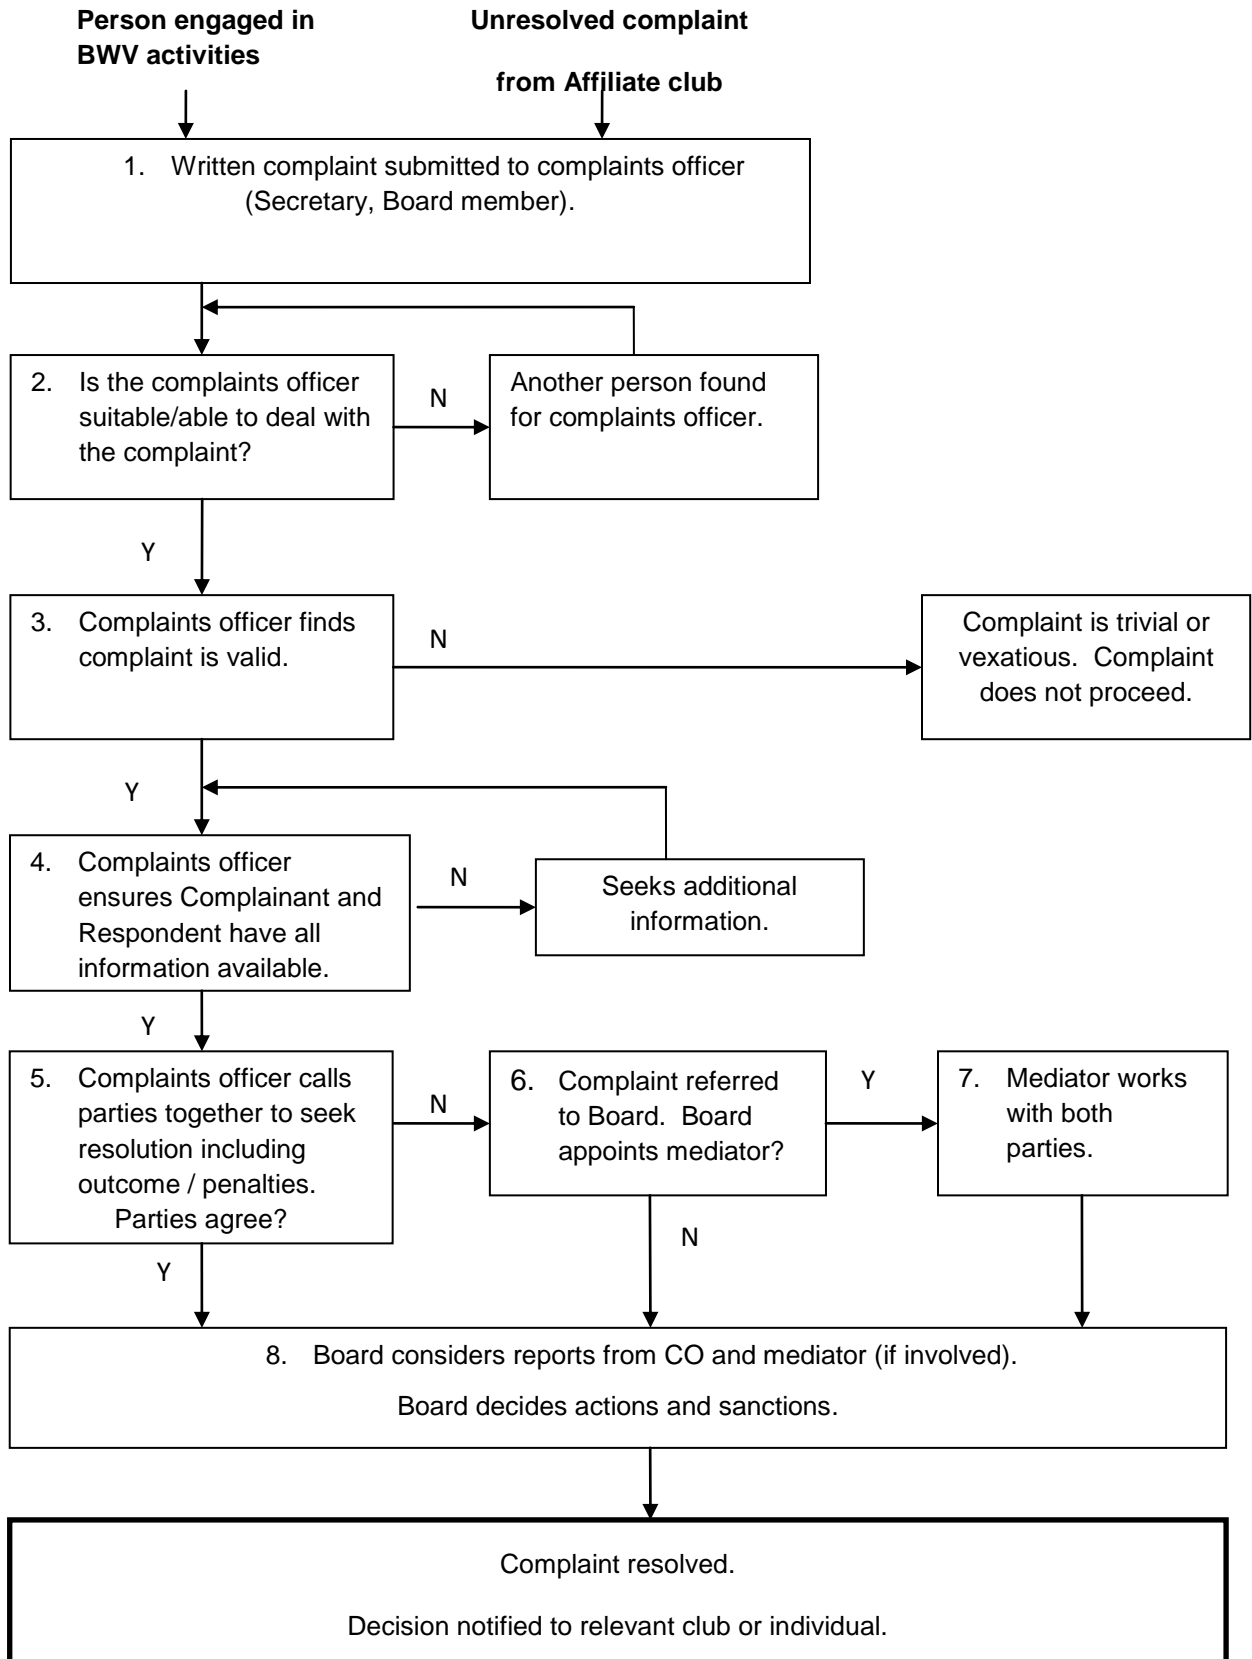 Person engaged in
BWV activities
Unresolved complaint
from Affiliate club
1. Written complaint submitted to complaints officer
(Secretary, Board member).
2. Is the complaints officer
suitable/able to deal with
the complaint?
N
Another person found
for complaints officer.
Y
3. Complaints officer finds
complaint is valid.
N
Complaint is trivial or
vexatious. Complaint
does not proceed.
Y
4. Complaints officer
ensures Complainant and
Respondent have all
information available.
N
Seeks additional
information.
Y
5. Complaints officer calls
parties together to seek
resolution including
outcome / penalties.
Parties agree?
N
6. Complaint referred
to Board. Board
appoints mediator?
Y
7. Mediator works
with both
parties.
N
Y
8. Board considers reports from CO and mediator (if involved).
Board decides actions and sanctions.
Complaint resolved.
Decision notified to relevant club or individual.